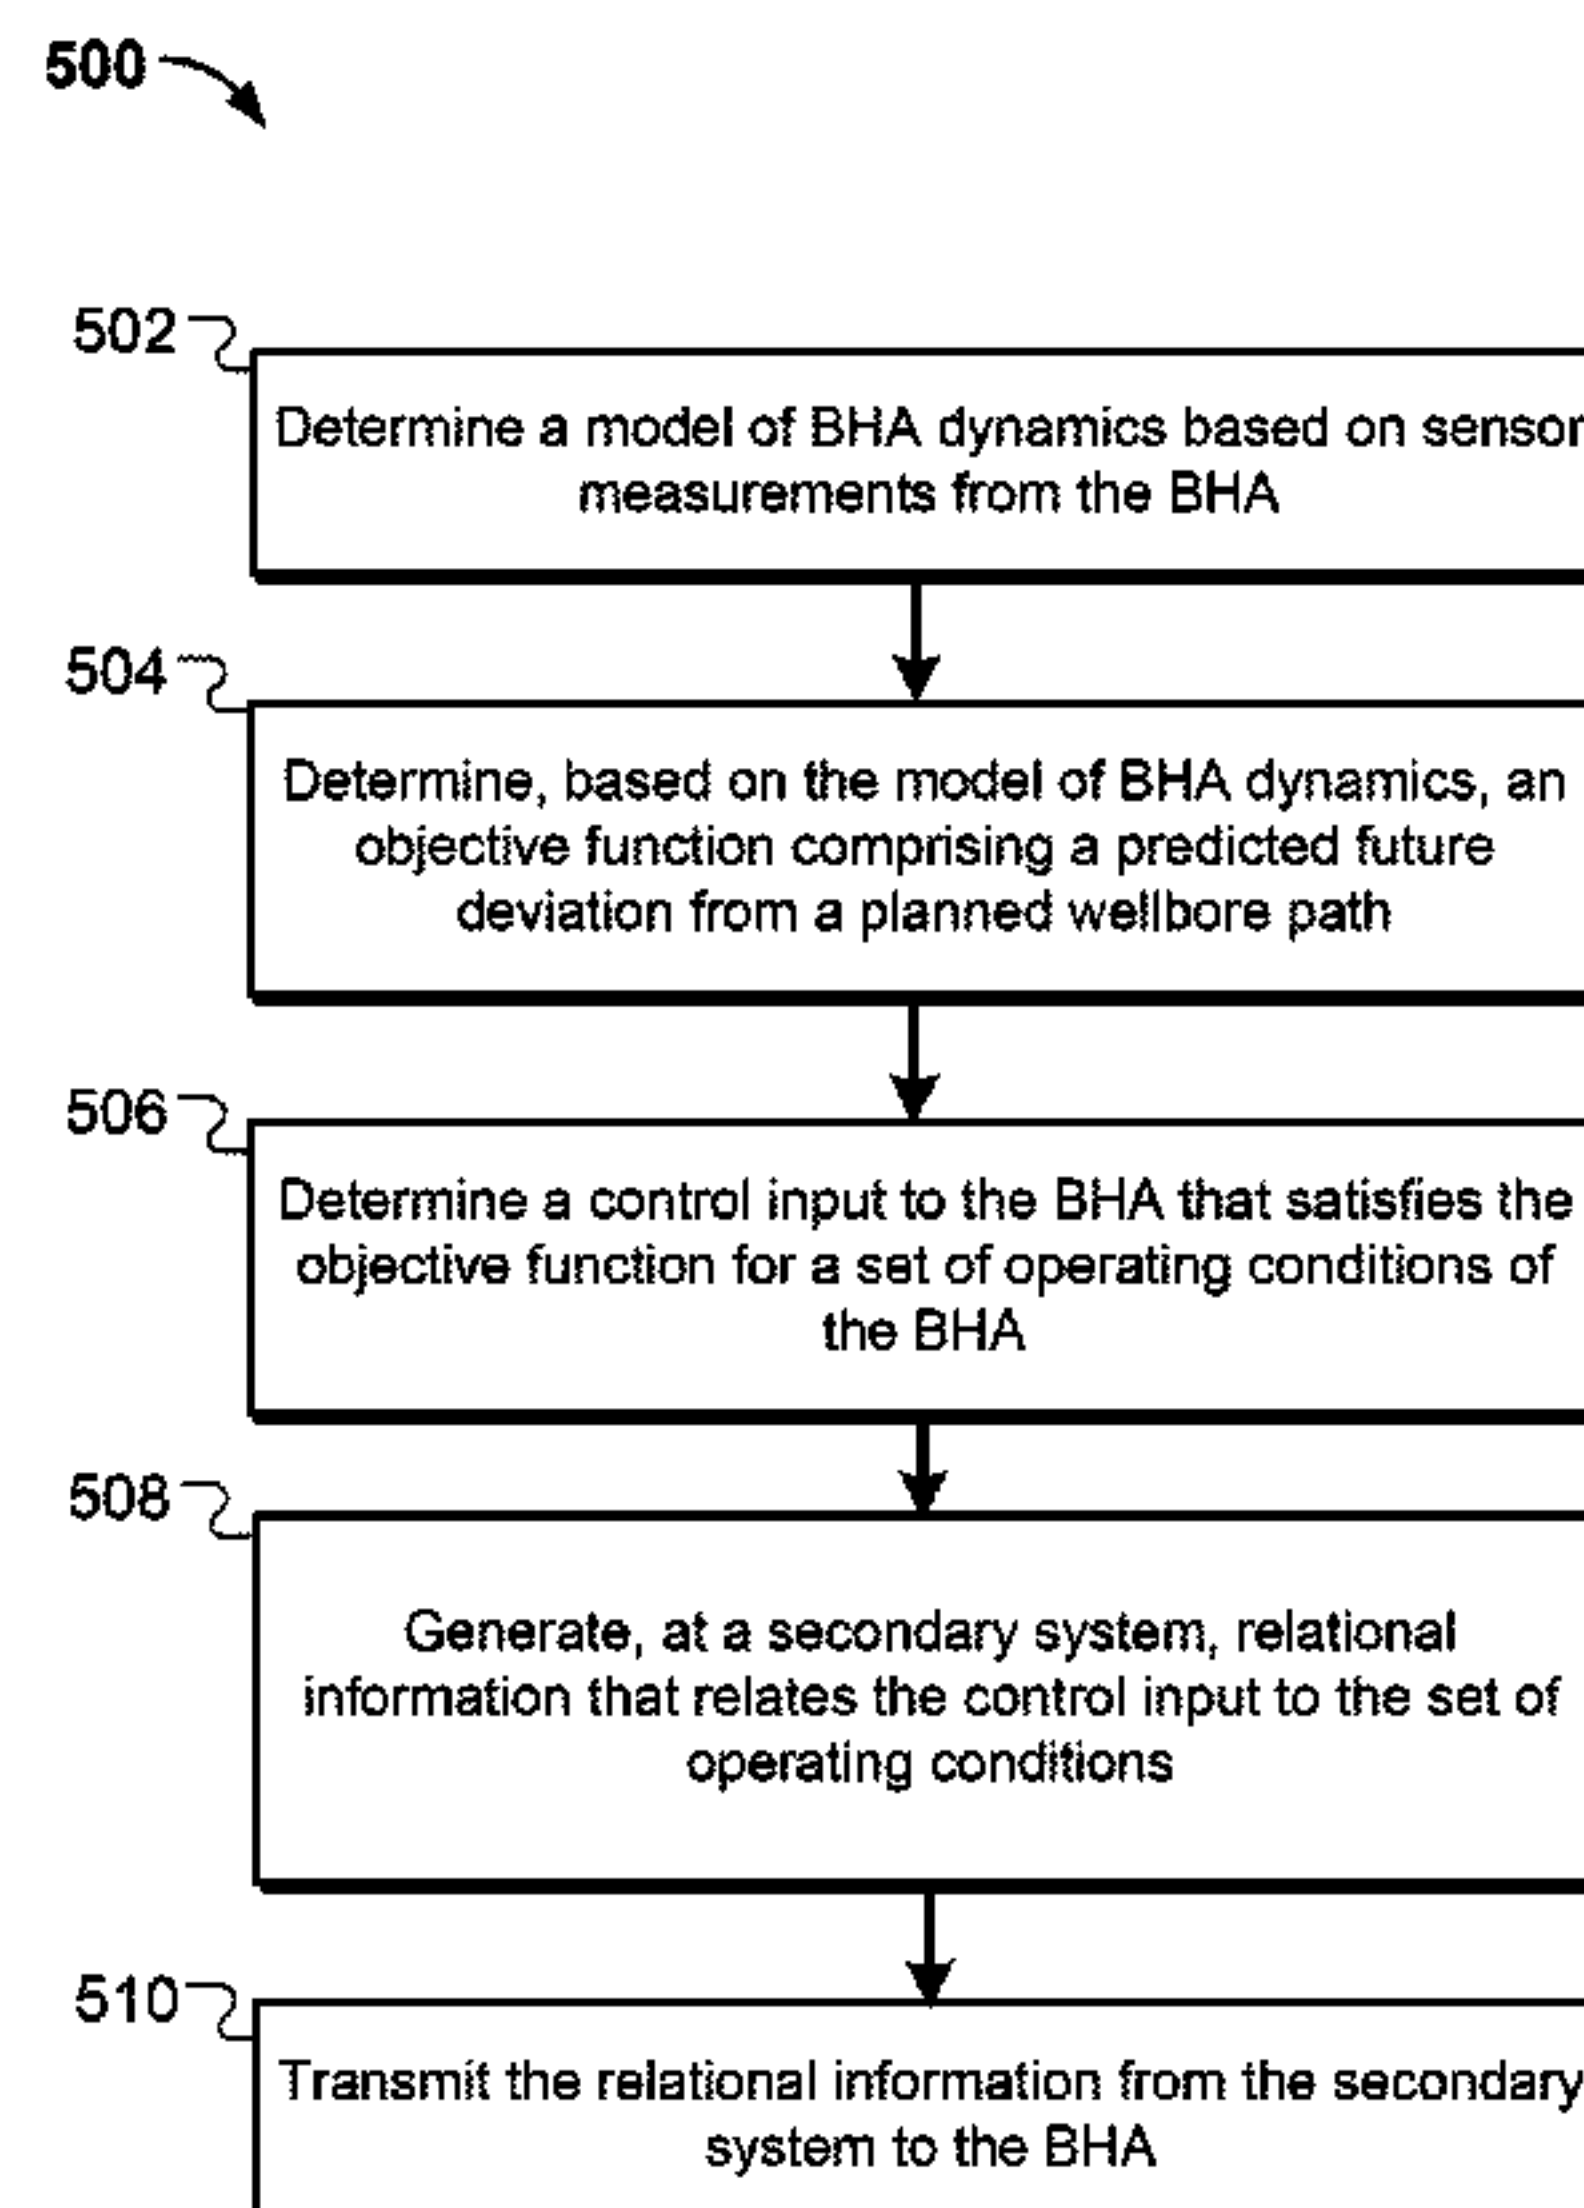 500
502
Determine a model of BHA dynamics based on sensor
measurements from the BHA
504
Determine, based on the model of BHA dynamics, an
objective function comprising a predicted future
deviation from a planned wellbore path
506
Determine a control input to the BHA that satisfies the
objective function for a set of operating conditions of
the BHA
508
Generate, at a secondary system, relational
information that relates the control input to the set of
operating conditions
510
Transmit the relational information from the secondary
system to the BHA